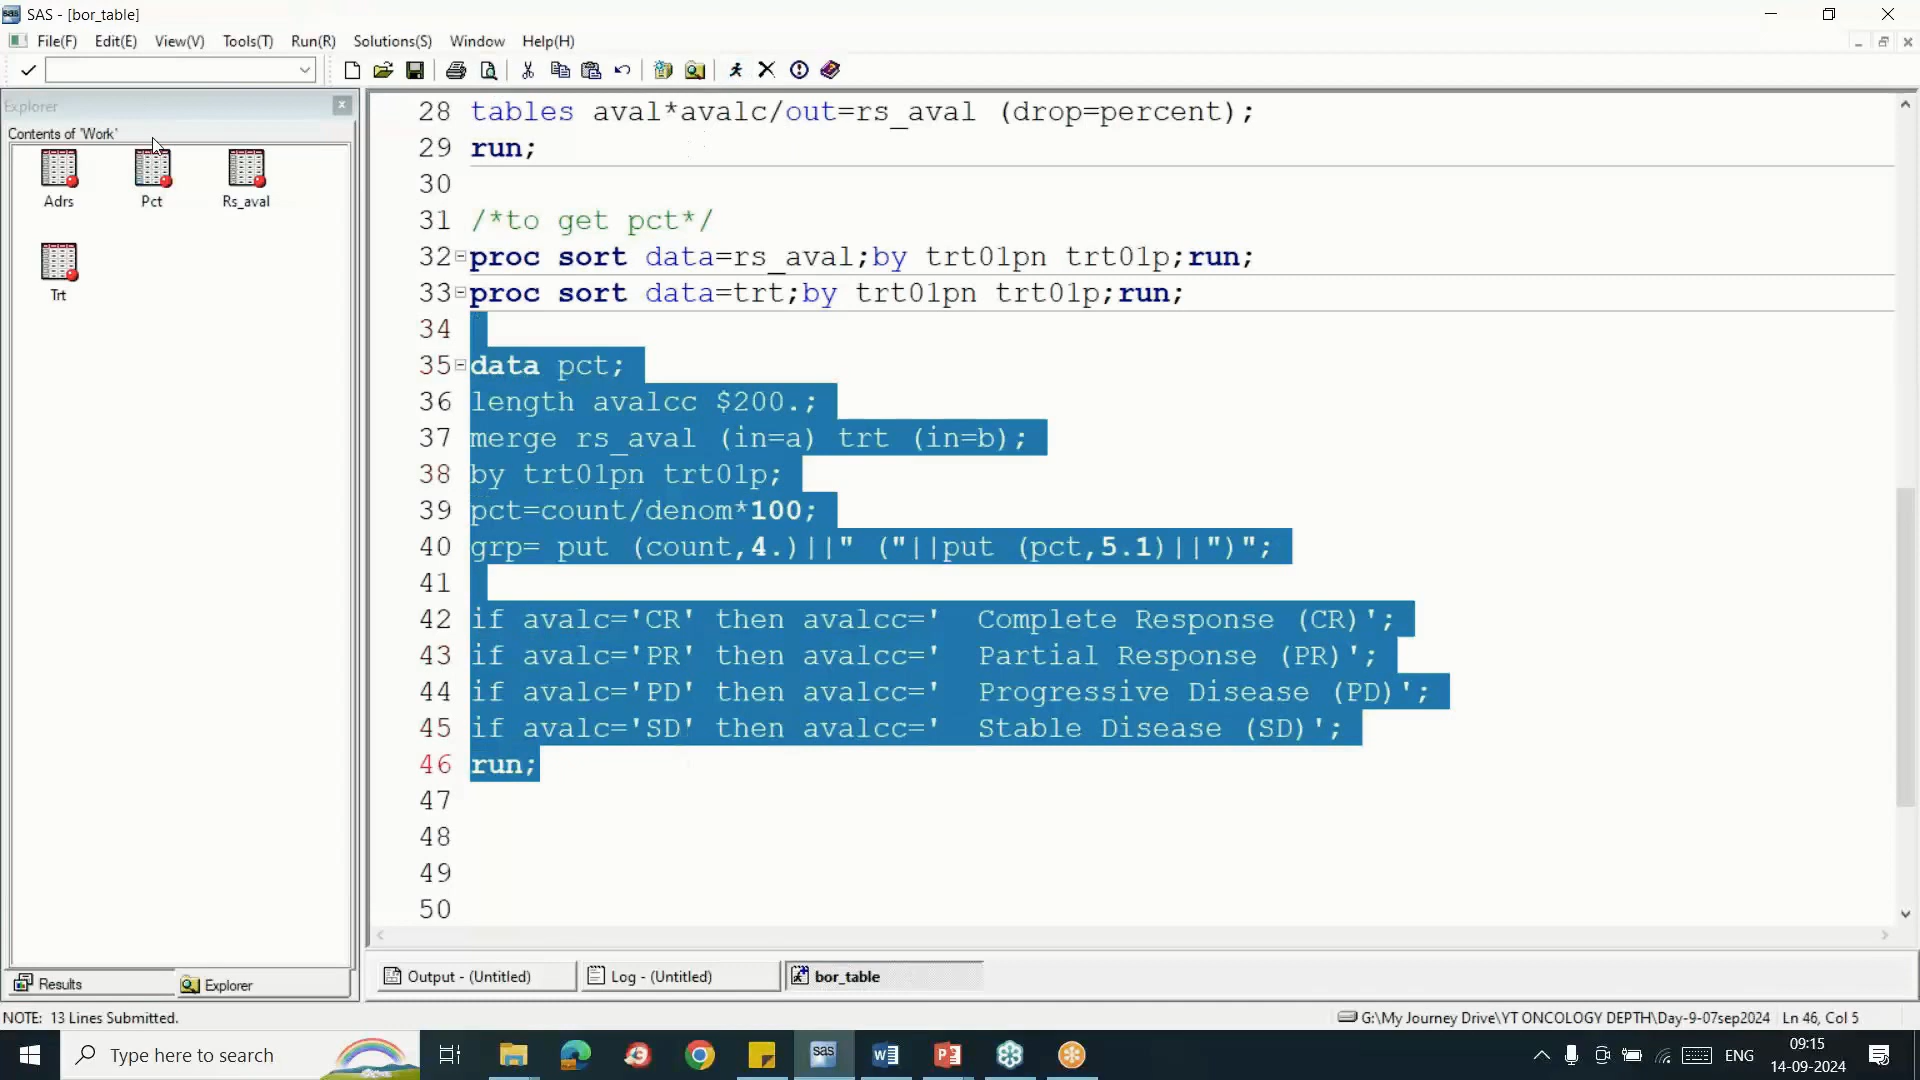 SAS - [bor_table]
File(F) Edit(E) View(V) Tools(T) Run(R) Solutions(S) Window Help(H)
Explorer
Contents of 'Work'
Adrs
Pct
Rs_aval
Trt
28 tables aval*avalc/out=rs_aval (drop=percent);
29 run;
30
31 /*to get pct*/
32 proc sort data=rs_aval;by trt01pn trt01p;run;
33 proc sort data=trt;by trt01pn trt01p;run;
34
35 data pct;
36 length avalcc $200.;
37 merge rs_aval (in=a) trt (in=b);
38 by trt01pn trt01p;
39 pct=count/denom*100;
40 grp= put (count,4.)||" ("||put (pct,5.1)||")";
41
42 if avalc='CR' then avalcc='  Complete Response (CR)';
43 if avalc='PR' then avalcc='  Partial Response (PR)';
44 if avalc='PD' then avalcc='  Progressive Disease (PD)';
45 if avalc='SD' then avalcc='  Stable Disease (SD)';
46 run;
47
48
49
50
Results
Explorer
Output - (Untitled)
Log - (Untitled)
bor_table
NOTE: 13 Lines Submitted.
G:\My Journey Drive\YT ONCOLOGY DEPTH\Day-9-07sep2024
Ln 46, Col 5
Type here to search
sas
ENG
09:15
14-09-2024